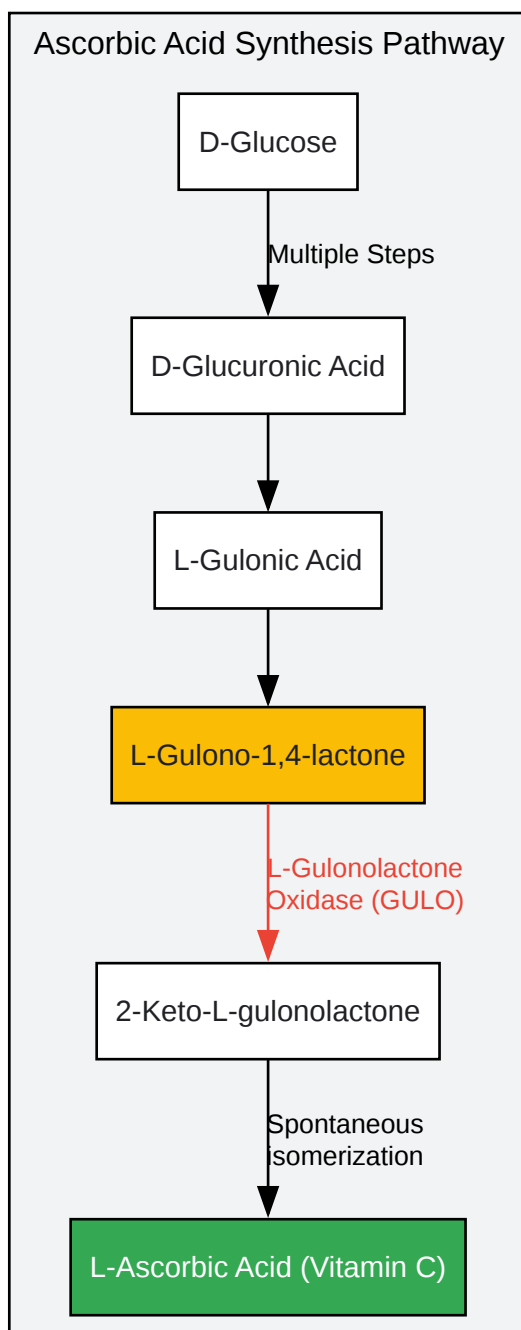 Ascorbic Acid Synthesis Pathway
D-Glucose
Multiple Steps
D-Glucuronic Acid
L-Gulonic Acid
L-Gulono-1,4-lactone
L-Gulonolactone
Oxidase (GULO)
2-Keto-L-gulonolactone
Spontaneous
isomerization
L-Ascorbic Acid (Vitamin C)